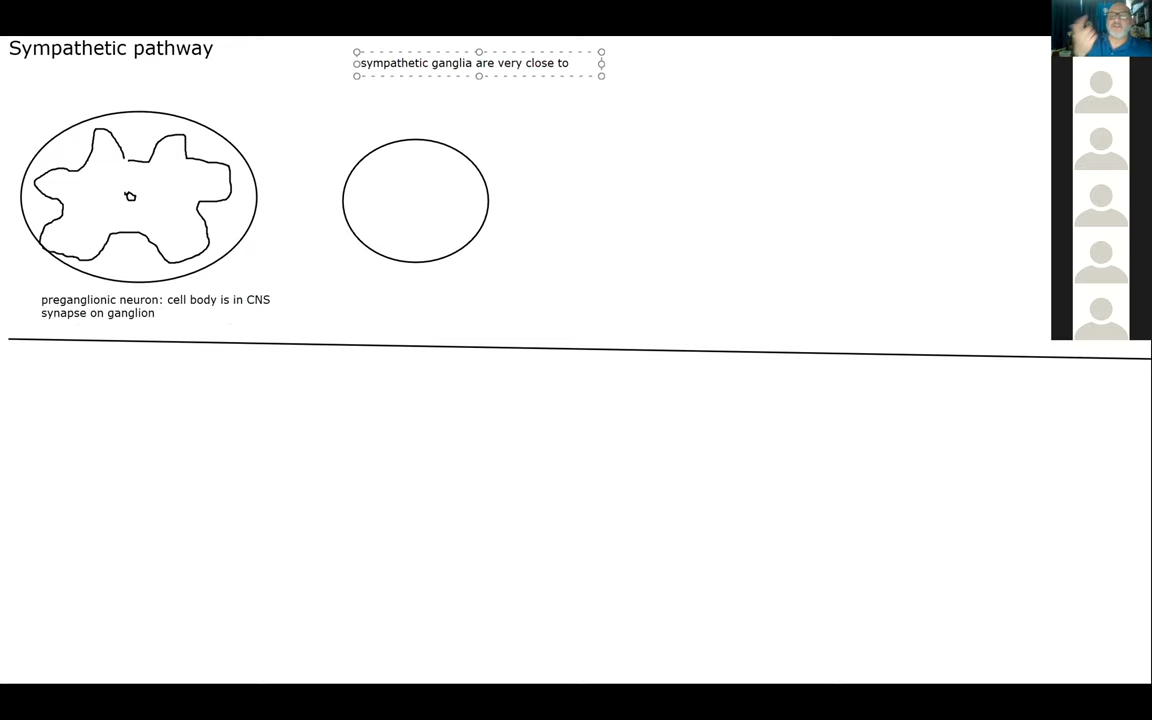 Sympathetic pathway
sympathetic ganglia are very close to
preganglionic neuron: cell body is in CNS
synapse on ganglion